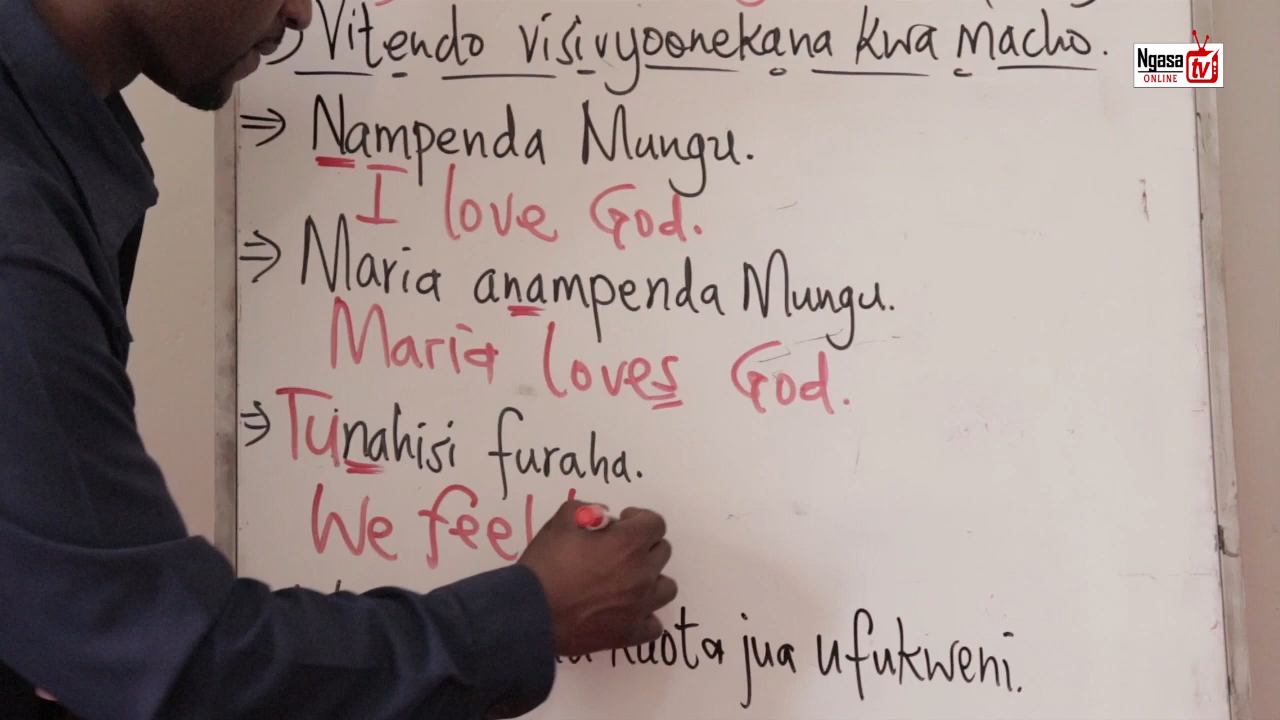 Vitendo visivyoonekana kwa macho.
Ngasa
ONLINE
tv
⇒ Nampenda Mungu.
I love God.
⇒ Maria anampenda Mungu.
Maria loves God.
⇒ Tunahisi furaha.
We feel
kuota jua ufukweni.